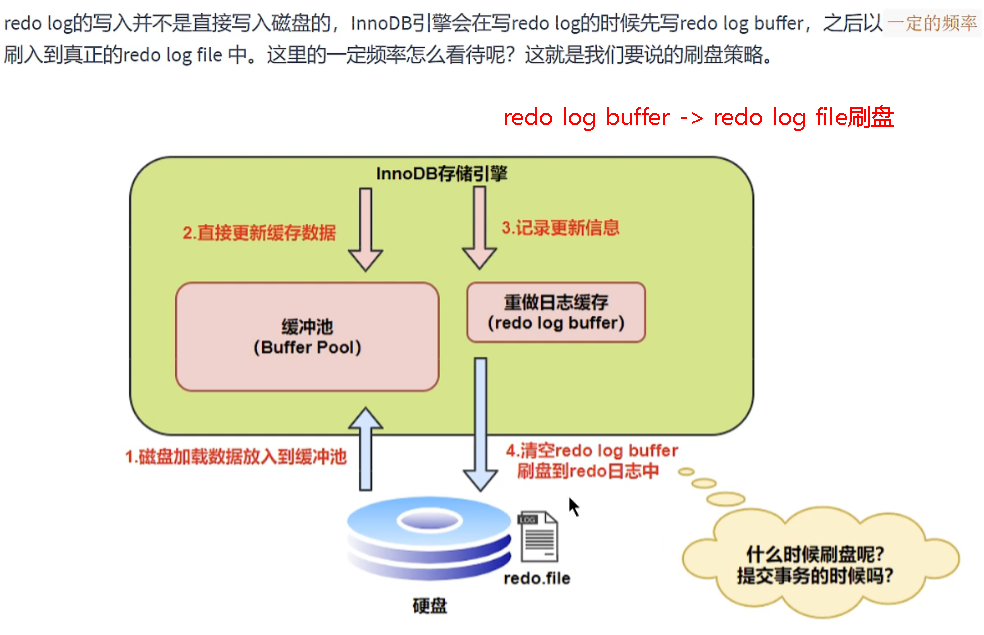 redo log的写入并不是直接写入磁盘的，InnoDB引擎会在写redo log的时候先写redo log buffer，之后以 一定的频率
刷入到真正的redo log file 中。这里的一定频率怎么看待呢？这就是我们要说的刷盘策略。
redo log buffer -> redo log file刷盘
InnoDB存储引擎
2.直接更新缓存数据
3.记录更新信息
缓冲池
（Buffer Pool）
重做日志缓存
（redo log buffer）
1.磁盘加载数据放入到缓冲池
4.清空redo log buffer
刷盘到redo日志中
LOG
redo.file
硬盘
什么时候刷盘呢？
提交事务的时候吗？